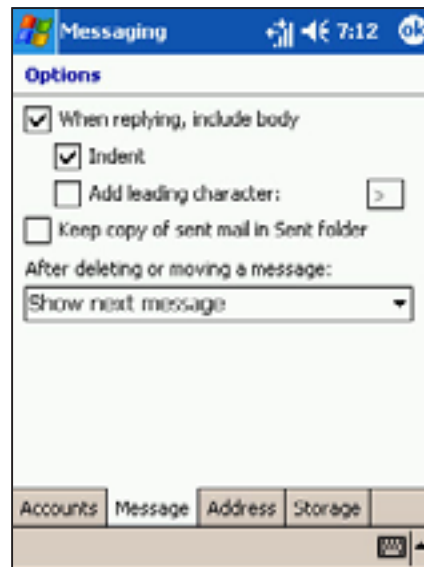 Messaging 7:12 ok
Options
When replying, include body
Indent
Add leading character: >
Keep copy of sent mail in Sent folder
After deleting or moving a message:
Show next message
Accounts Message Address Storage